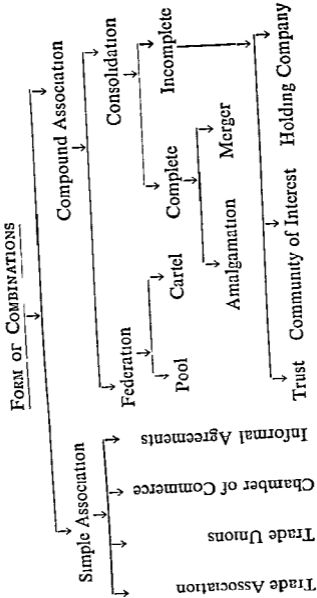 FORM OF COMBINATIONS
Simple Association
Compound Association
Trade Association
Trade Unions
Chamber of Commerce
Informal Agreements
Federation
Consolidation
Pool
Cartel
Complete
Incomplete
Amalgamation
Merger
Trust
Community of Interest
Holding Company